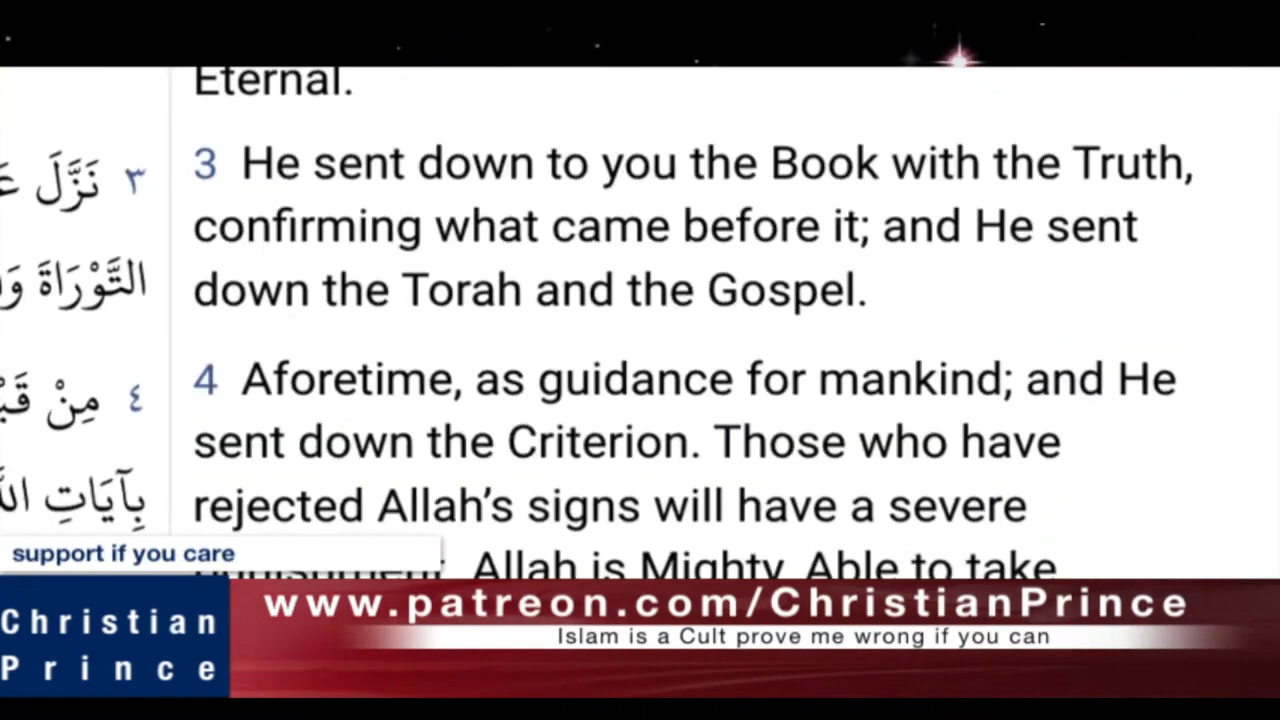 Eternal.
٣ نَزَّلَ
3 He sent down to you the Book with the Truth,
confirming what came before it; and He sent
التَّوْرَاةَ
down the Torah and the Gospel.
٤ مِنْ
4 Aforetime, as guidance for mankind; and He
sent down the Criterion. Those who have
بِآيَاتِ
rejected Allah’s signs will have a severe
Allah is Mighty, Able to take
support if you care
Christian
Prince
www.patreon.com/ChristianPrince
Islam is a Cult prove me wrong if you can